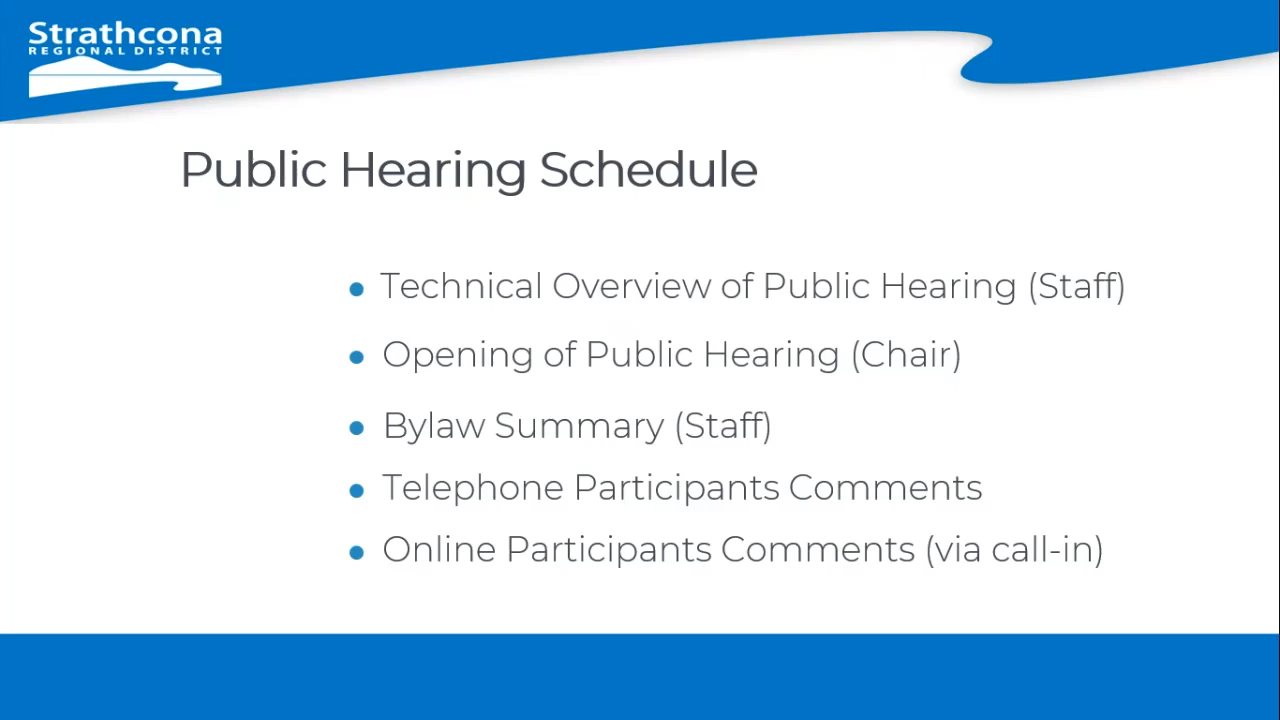 Strathcona
REGIONAL DISTRICT
Public Hearing Schedule
• Technical Overview of Public Hearing (Staff)
• Opening of Public Hearing (Chair)
• Bylaw Summary (Staff)
• Telephone Participants Comments
• Online Participants Comments (via call-in)